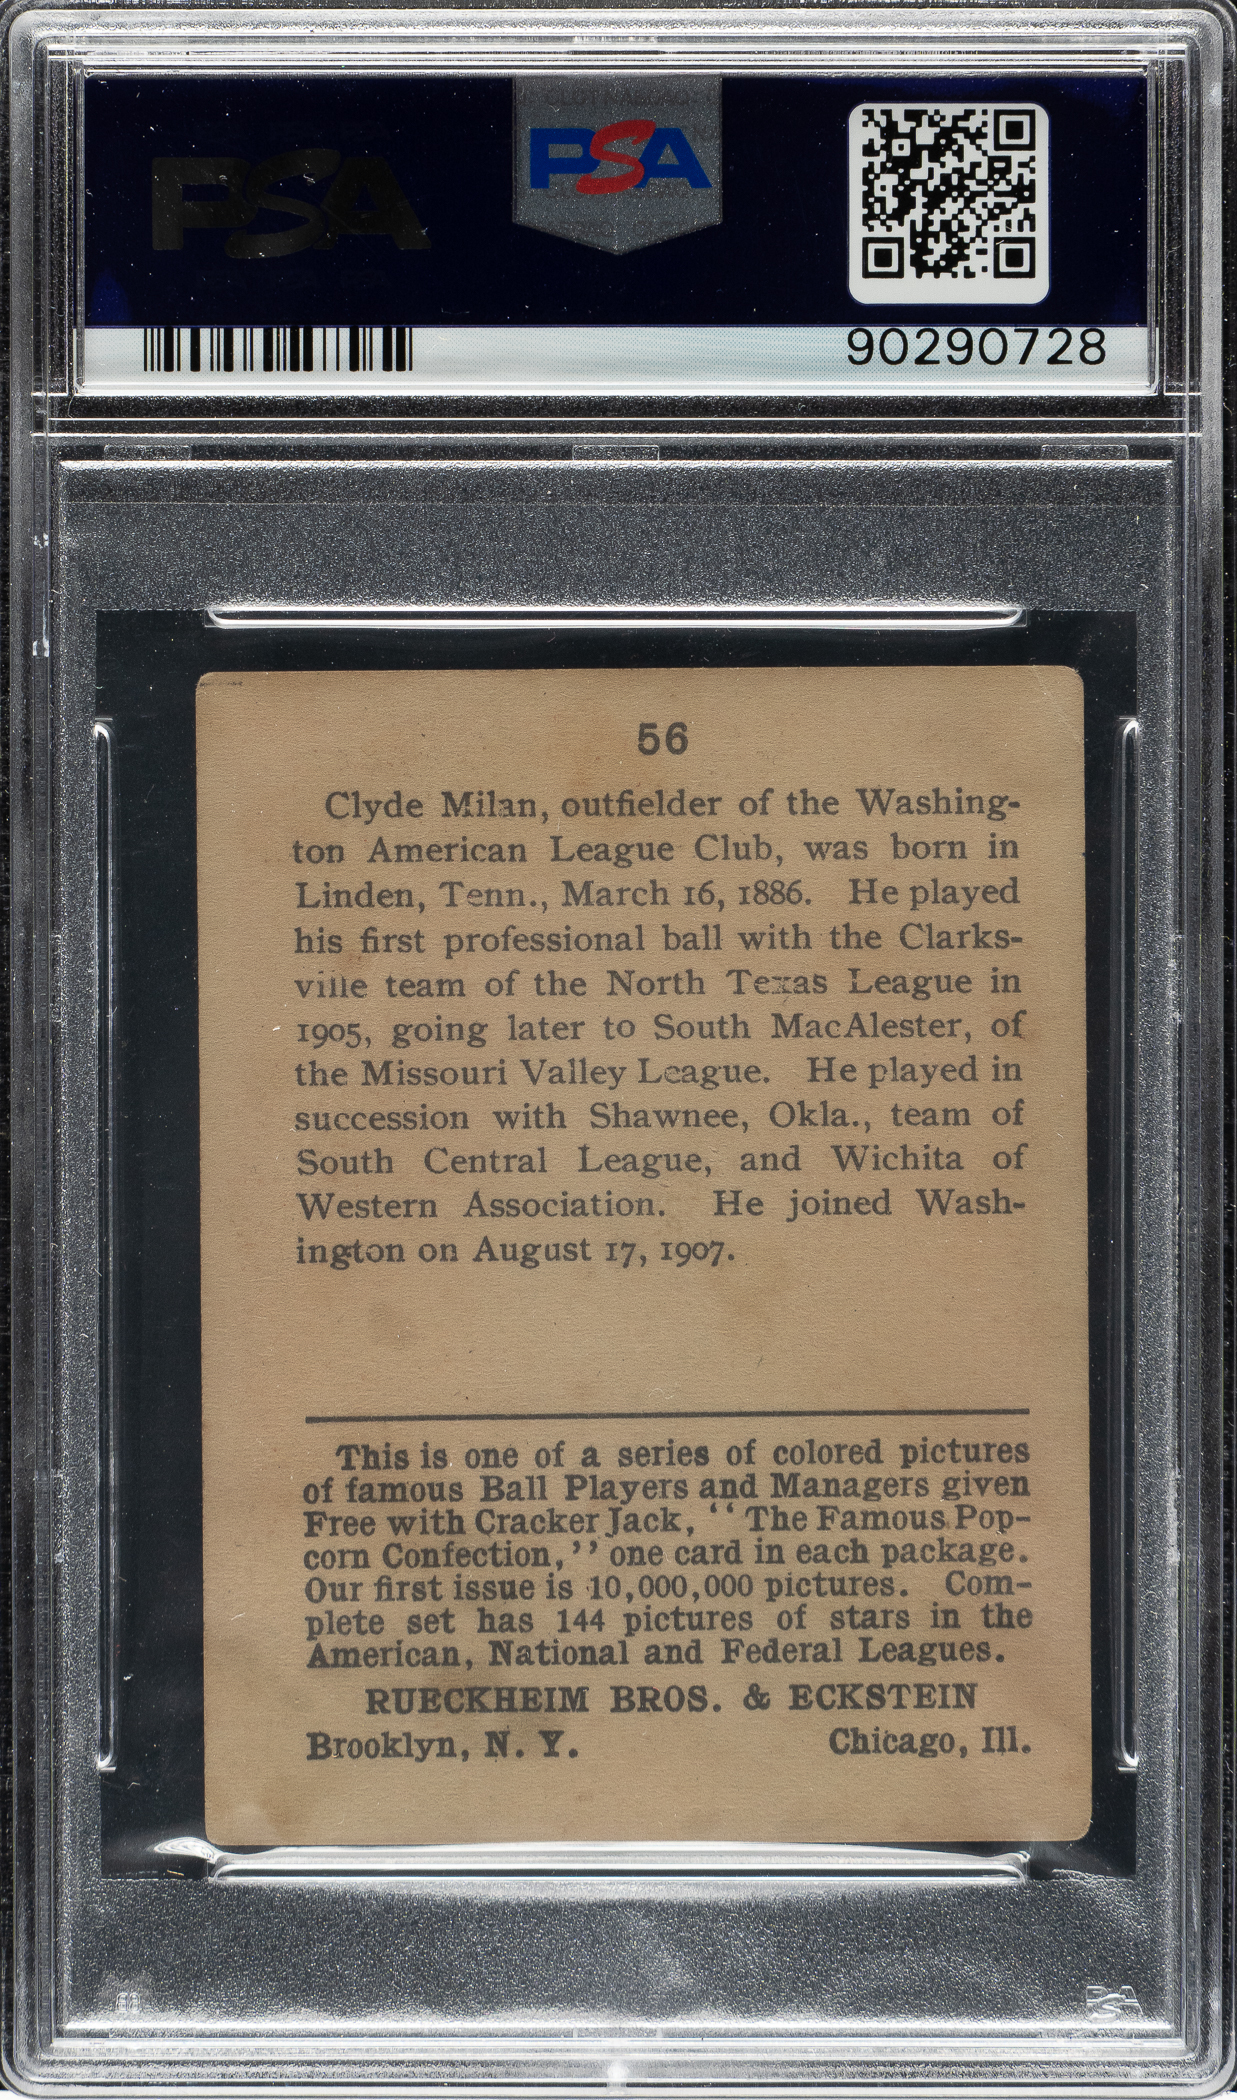 PSA
PSA
90290728
56
Clyde Milan, outfielder of the Washing-
ton American League Club, was born in
Linden, Tenn., March 16, 1886. He played
his first professional ball with the Clarks-
ville team of the North Texas League in
1905, going later to South MacAlester, of
the Missouri Valley League. He played in
succession with Shawnee, Okla., team of
South Central League, and Wichita of
Western Association. He joined Wash-
ington on August 17, 1907.
This is one of a series of colored pictures
of famous Ball Players and Managers given
Free with Cracker Jack, “The Famous Pop-
corn Confection,” one card in each package.
Our first issue is 10,000,000 pictures. Com-
plete set has 144 pictures of stars in the
American, National and Federal Leagues.
RUECKHEIM BROS. & ECKSTEIN
Brooklyn, N. Y. Chicago, Ill.
PSA